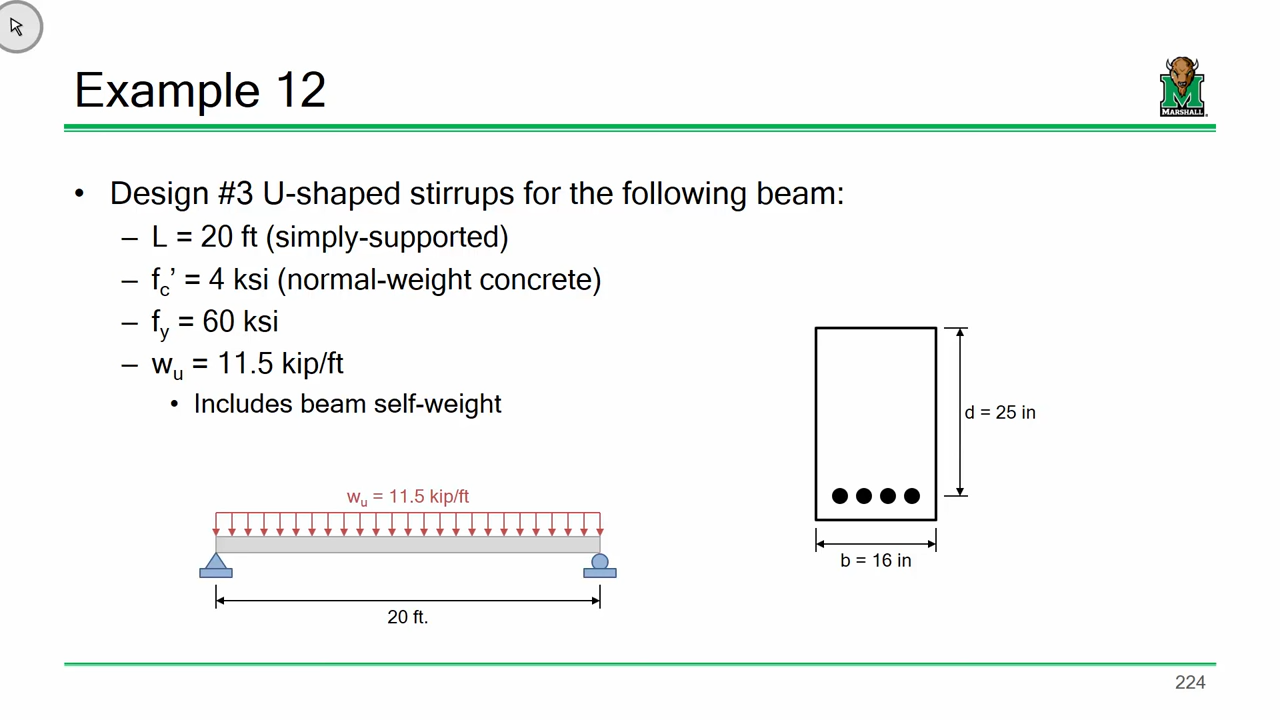 Example 12
MARSHALL
• Design #3 U-shaped stirrups for the following beam:
– L = 20 ft (simply-supported)
– fc’ = 4 ksi (normal-weight concrete)
– fy = 60 ksi
– wu = 11.5 kip/ft
• Includes beam self-weight
d = 25 in
wu = 11.5 kip/ft
b = 16 in
20 ft.
224